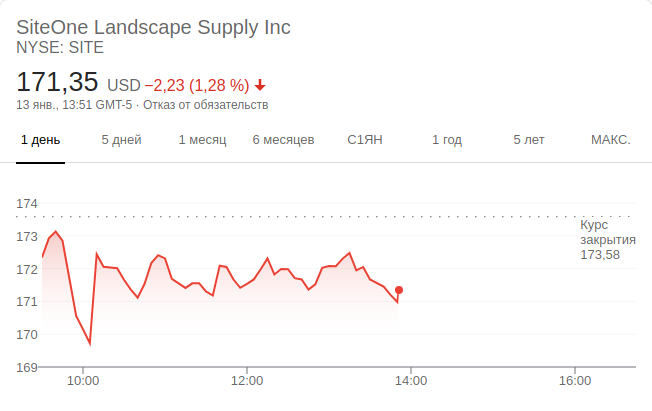 SiteOne Landscape Supply Inc
NYSE: SITE
171,35 USD −2,23 (1,28 %)
13 янв., 13:51 GMT-5 · Отказ от обязательств
1 день 5 дней 1 месяц 6 месяцев С1ЯН 1 год 5 лет МАКС.
174
Курс
173
закрытия
173,58
172
171
170
169
10:00 12:00 14:00 16:00